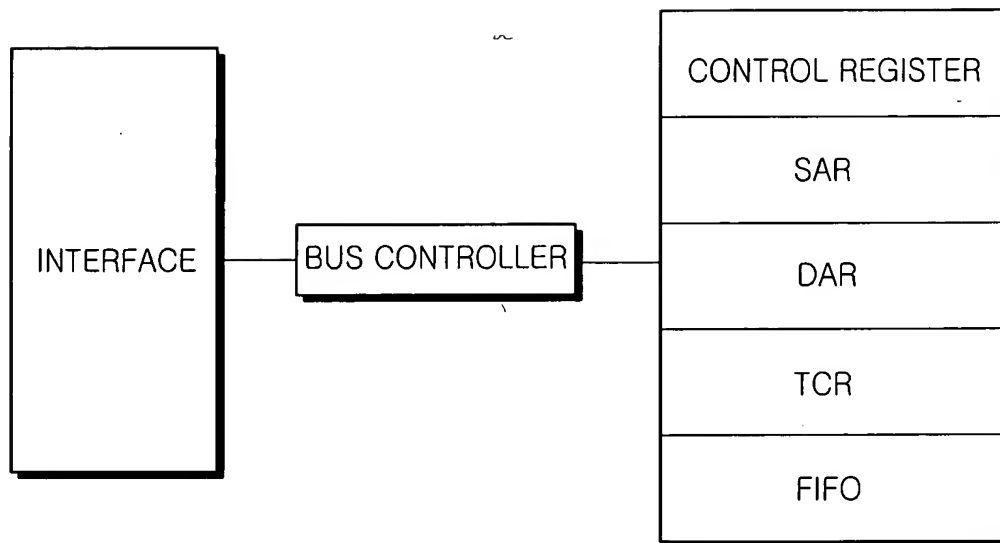 INTERFACE
BUS CONTROLLER
CONTROL REGISTER
SAR
DAR
TCR
FIFO